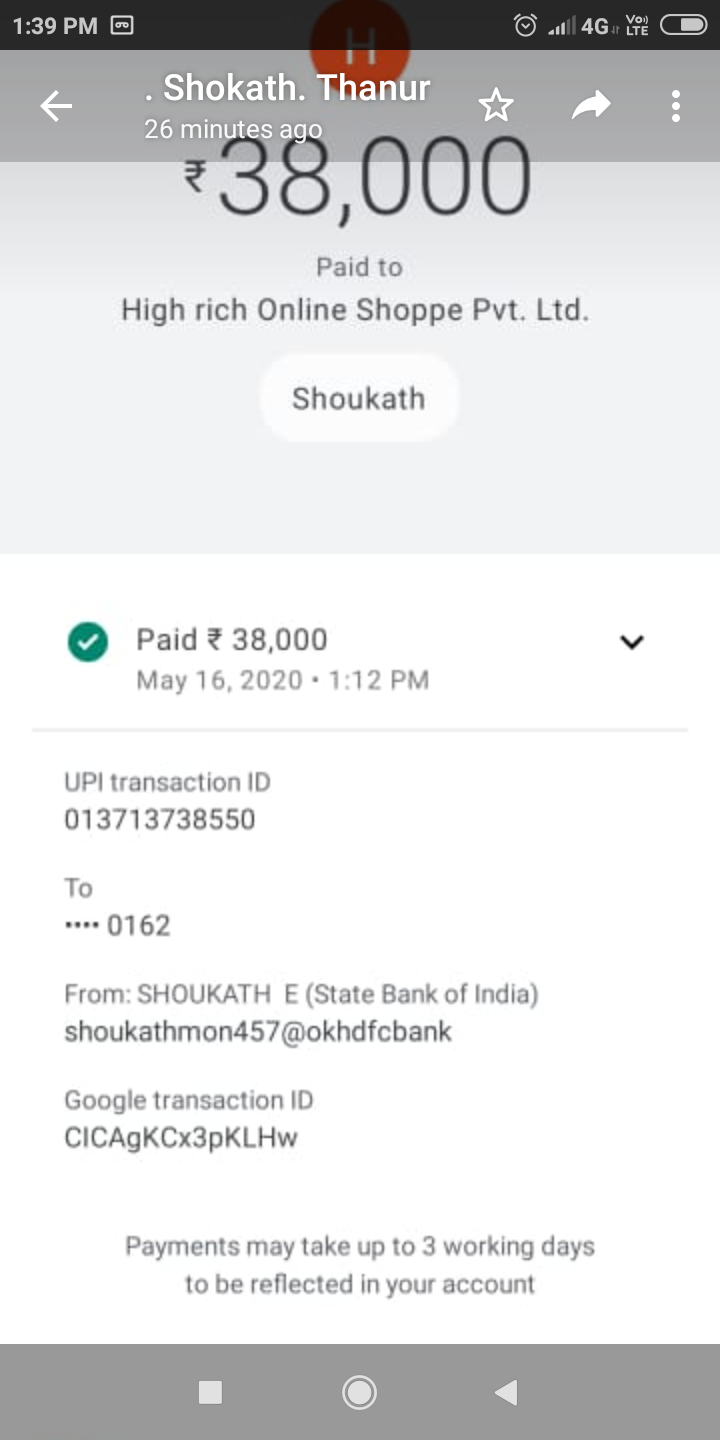 1:39 PM
4G Vo) LTE
H
. Shokath. Thanur
26 minutes ago
₹38,000
Paid to
High rich Online Shoppe Pvt. Ltd.
Shoukath
Paid ₹ 38,000
May 16, 2020 • 1:12 PM
UPI transaction ID
013713738550
To
•••• 0162
From: SHOUKATH E (State Bank of India)
shoukathmon457@okhdfcbank
Google transaction ID
CICAgKCx3pKLHw
Payments may take up to 3 working days
to be reflected in your account